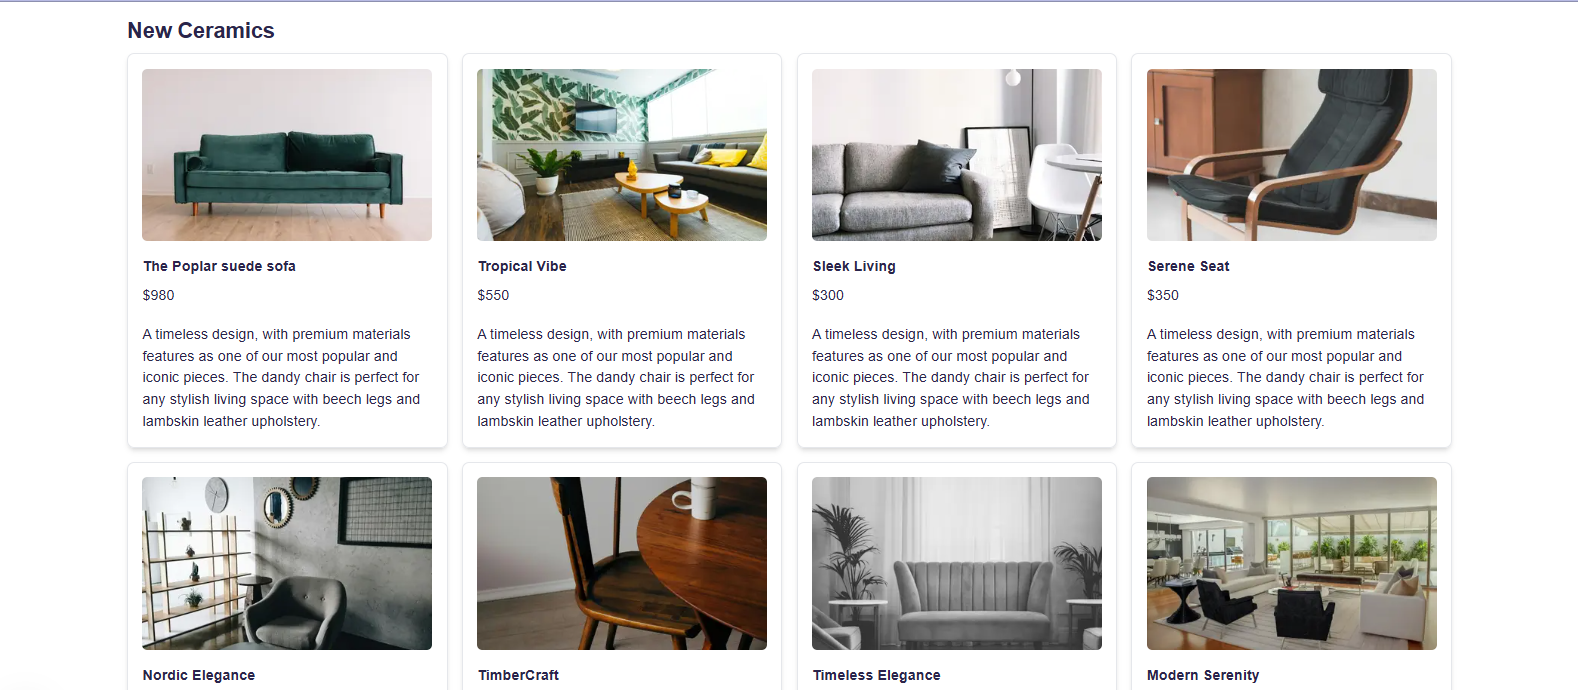 New Ceramics
The Poplar suede sofa
$980
A timeless design, with premium materials
features as one of our most popular and
iconic pieces. The dandy chair is perfect for
any stylish living space with beech legs and
lambskin leather upholstery.
Tropical Vibe
$550
A timeless design, with premium materials
features as one of our most popular and
iconic pieces. The dandy chair is perfect for
any stylish living space with beech legs and
lambskin leather upholstery.
Sleek Living
$300
A timeless design, with premium materials
features as one of our most popular and
iconic pieces. The dandy chair is perfect for
any stylish living space with beech legs and
lambskin leather upholstery.
Serene Seat
$350
A timeless design, with premium materials
features as one of our most popular and
iconic pieces. The dandy chair is perfect for
any stylish living space with beech legs and
lambskin leather upholstery.
Nordic Elegance
TimberCraft
Timeless Elegance
Modern Serenity